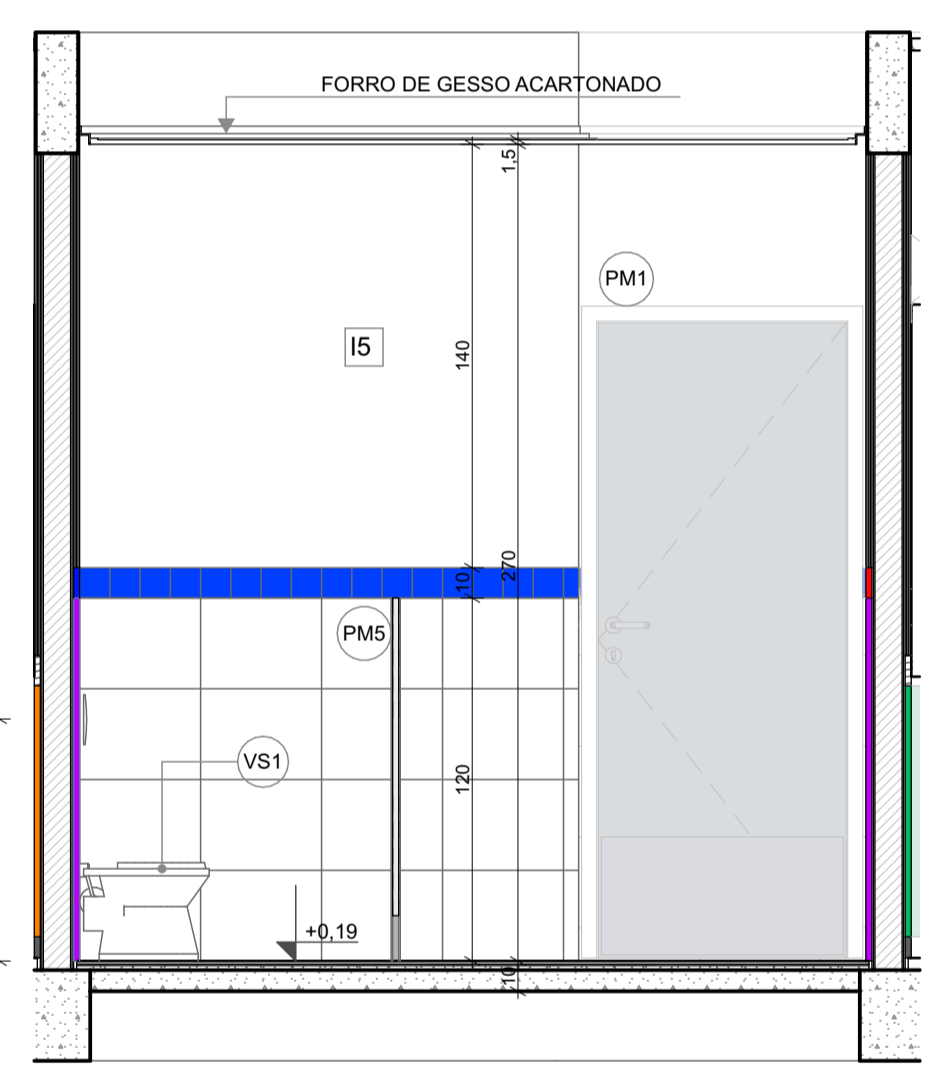 FORRO DE GESSO ACARTONADO
1,5
PM1
I5
140
270
10
PM5
VS1
120
+0,19
10